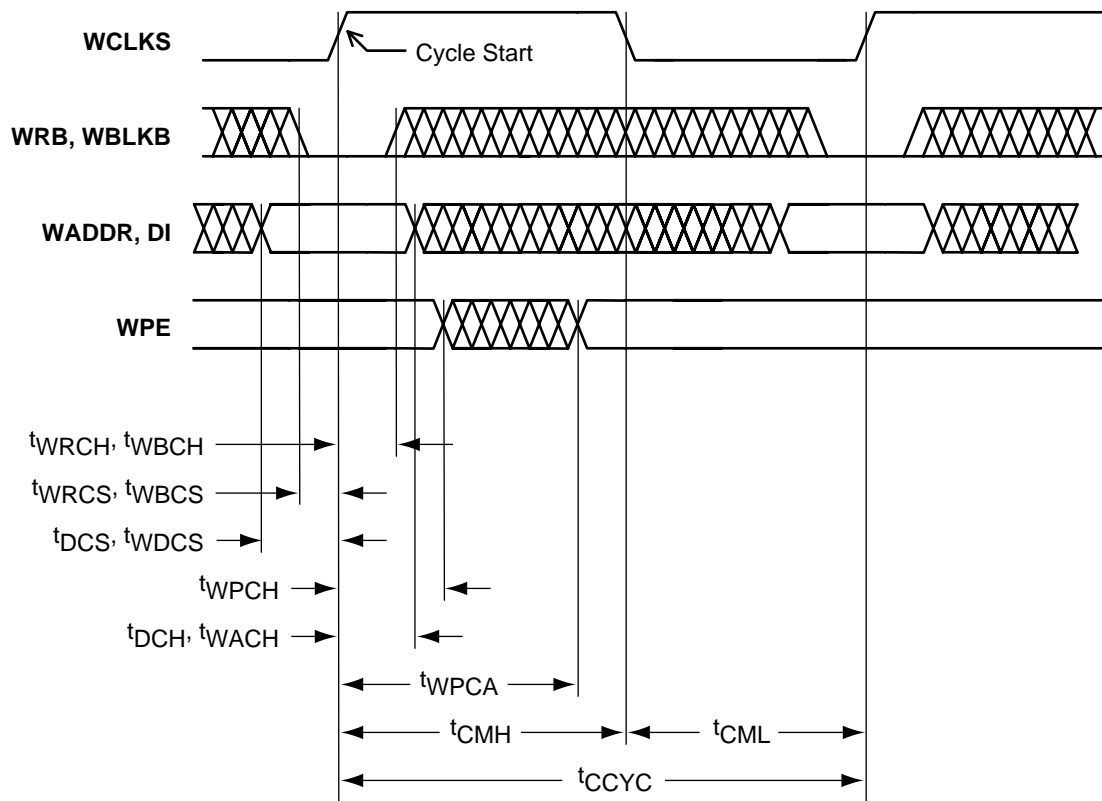 WCLKS
Cycle Start
WRB, WBLKB
WADDR, DI
WPE
tWRCH, tWBCH
tWRCS, tWBCS
tDCS, tWDCS
tWPCH
tDCH, tWACH
tWPCA
tCMH tCML
tCCYC